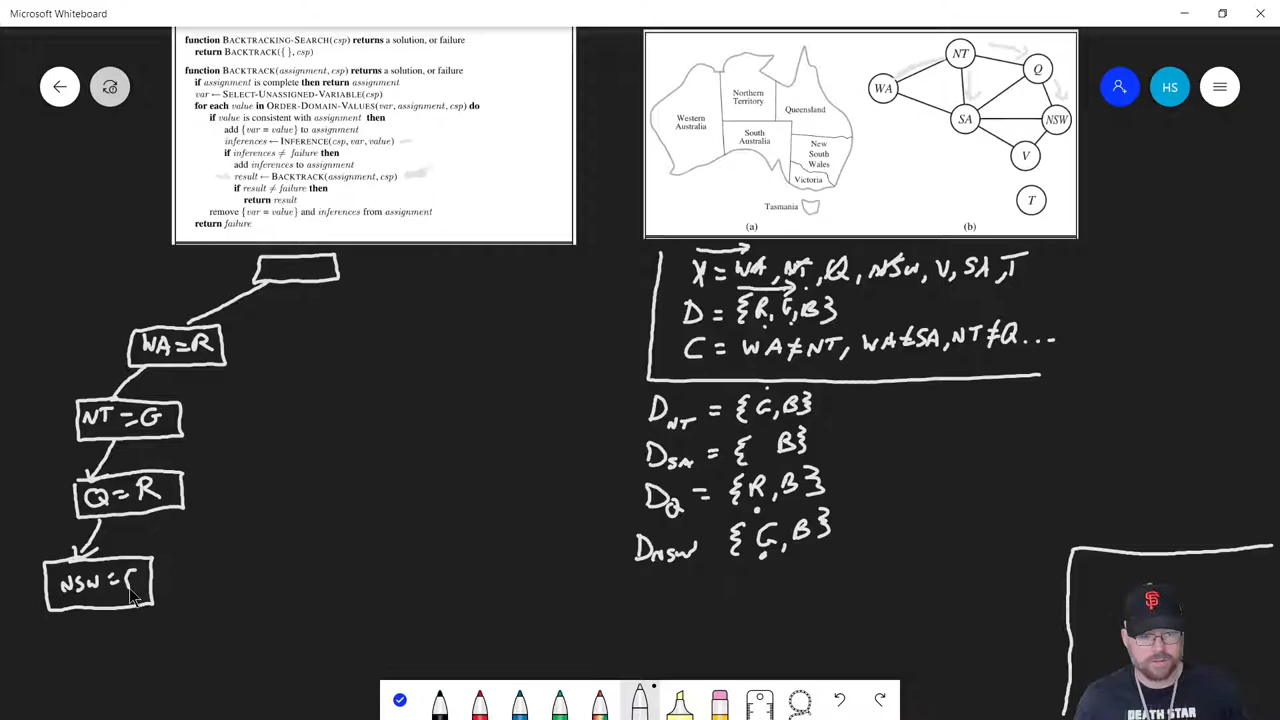 Microsoft Whiteboard
function BACKTRACKING-SEARCH(csp) returns a solution, or failure
return BACKTRACK({ }, csp)
function BACKTRACK(assignment, csp) returns a solution, or failure
if assignment is complete then return assignment
var ← SELECT-UNASSIGNED-VARIABLE(csp)
for each value in ORDER-DOMAIN-VALUES(var, assignment, csp) do
if value is consistent with assignment then
add {var = value} to assignment
inferences ← INFERENCE(csp, var, value)
if inferences ≠ failure then
add inferences to assignment
result ← BACKTRACK(assignment, csp)
if result ≠ failure then
return result
remove {var = value} and inferences from assignment
return failure
Western Australia
Northern Territory
Queensland
South Australia
New South Wales
Victoria
Tasmania
(a)
NT
Q
WA
SA
NSW
V
T
(b)
HS
X = WA, NT, Q, NSW, V, SA, T
D = {R, G, B}
C = WA≠NT, WA≠SA, NT≠Q...
D NT = {G, B}
D SA = { B}
D Q = {R, B}
D NSW {G, B}
WA=R
NT=G
Q=R
NSW=G
SF
DEATH STAR